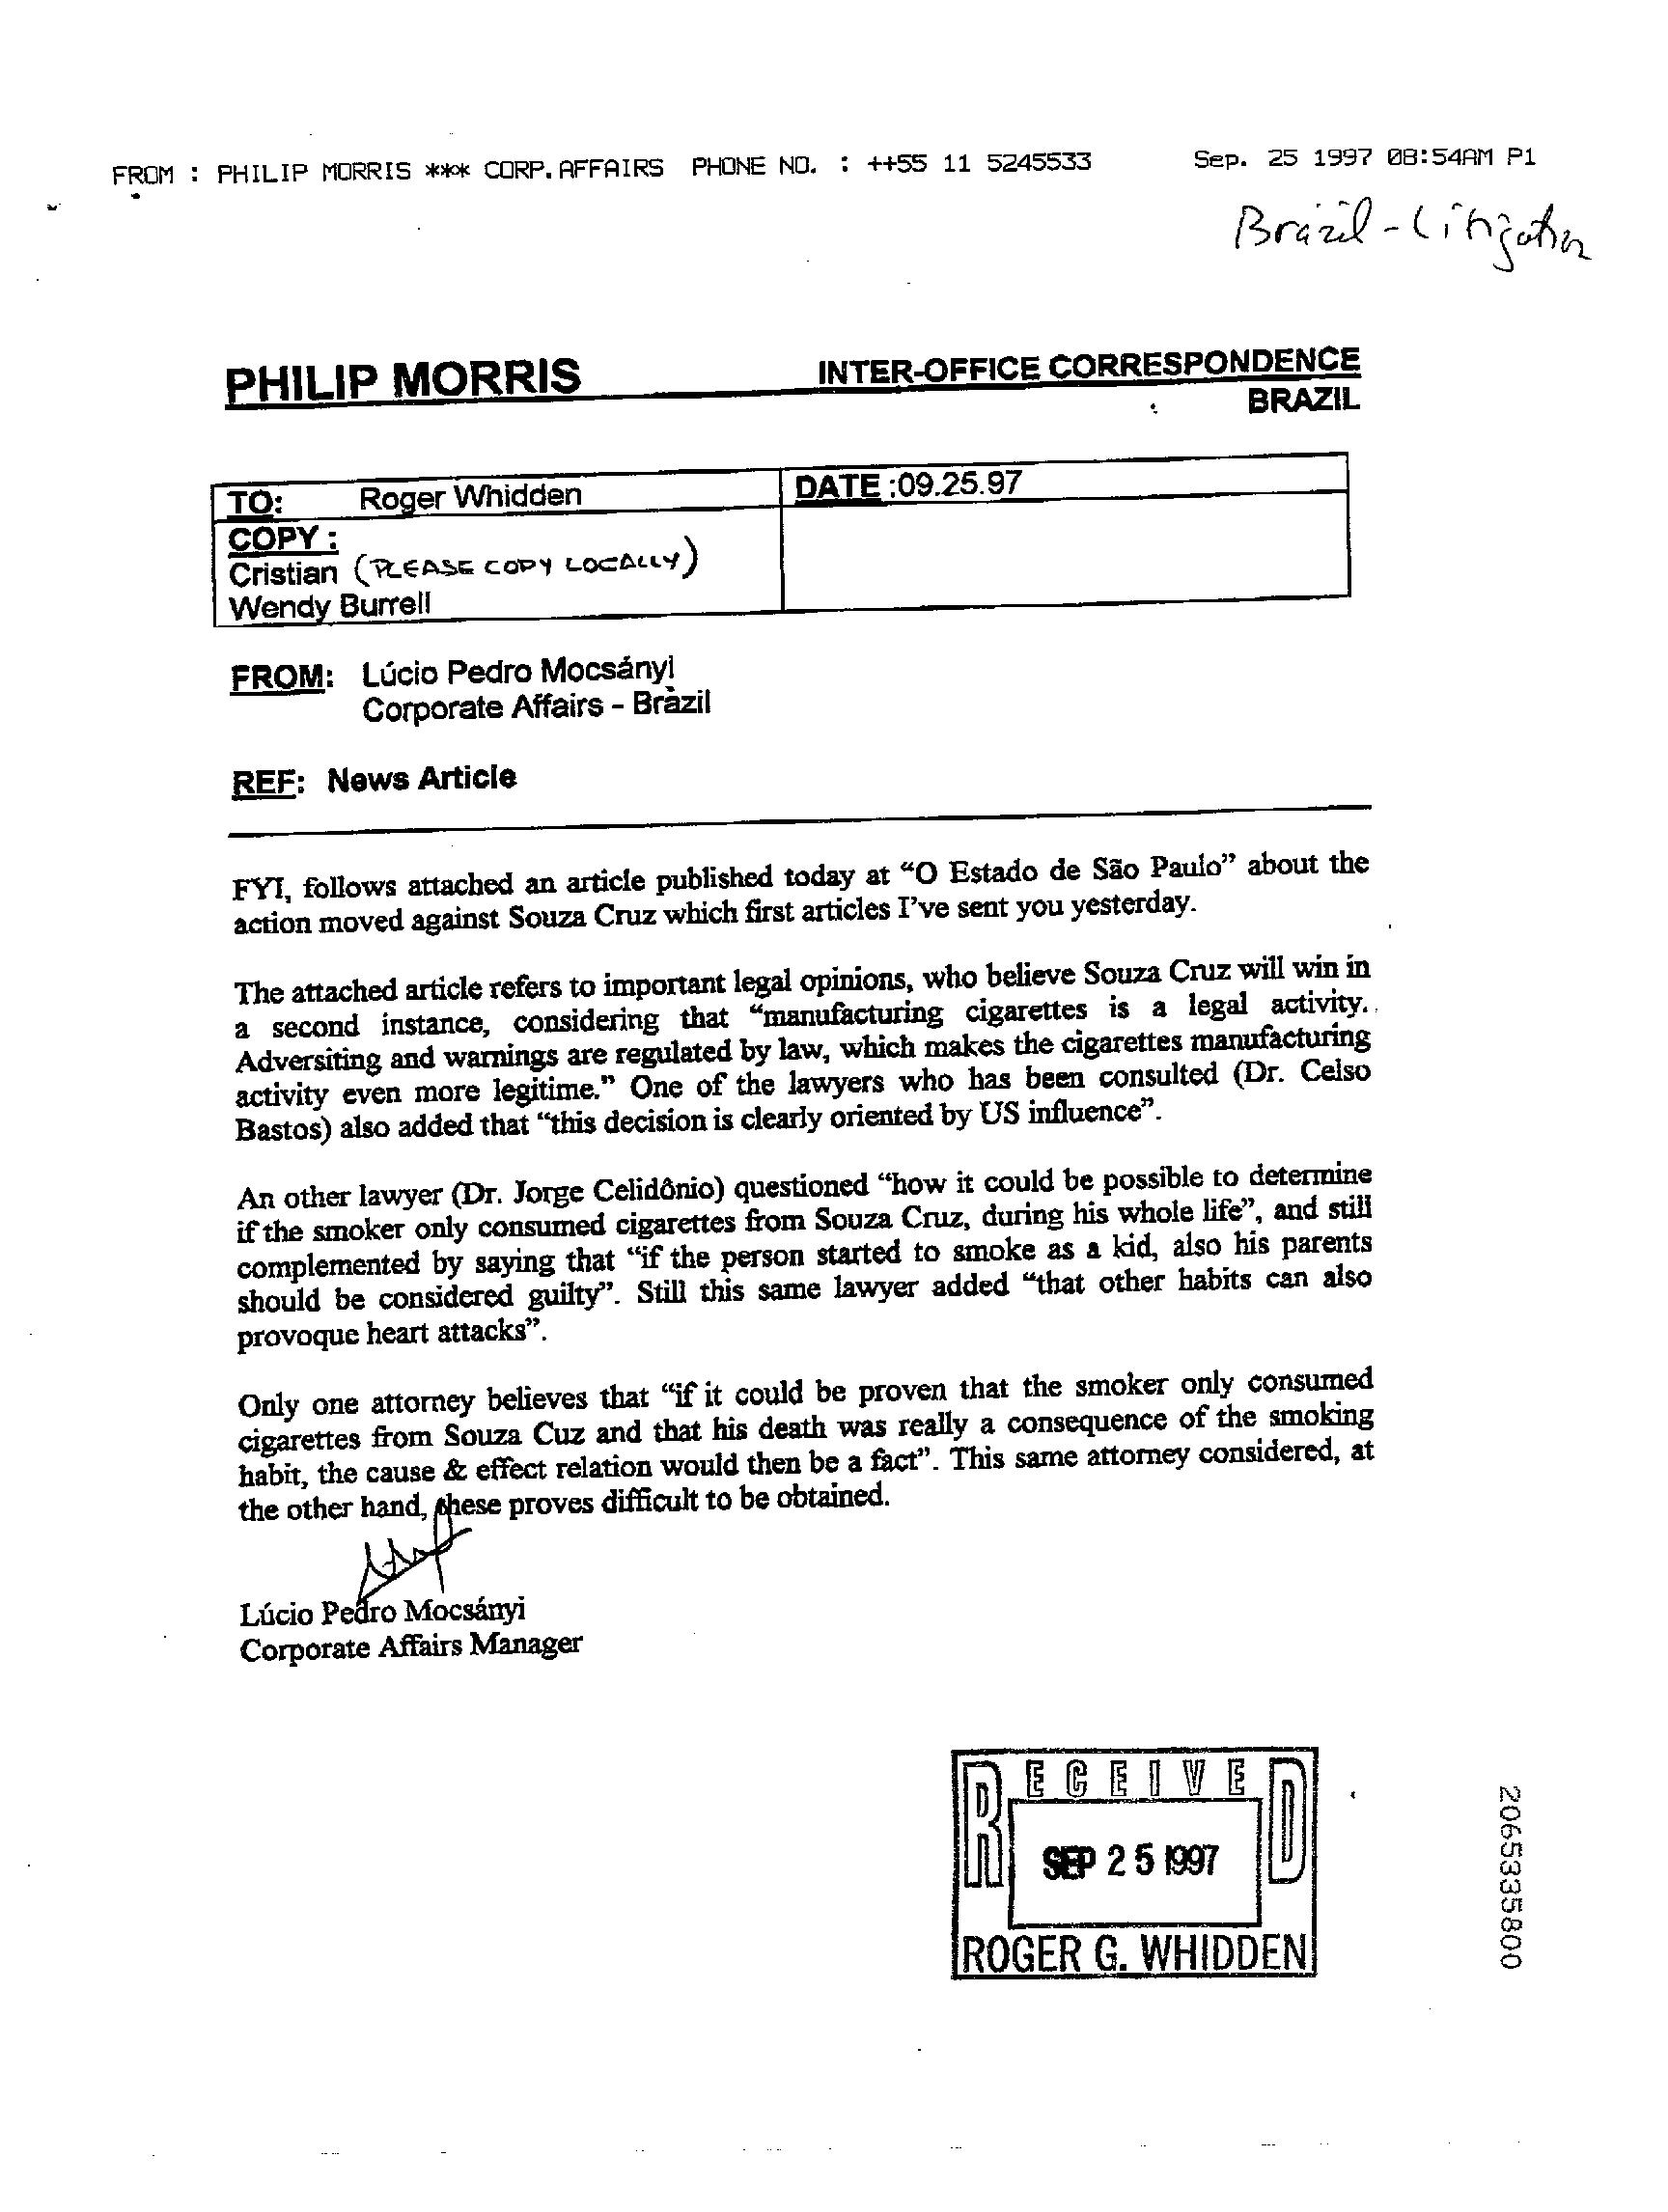 FROM : PHILIP MORRIS *** CORP.AFFAIRS PHONE NO. : ++55 11 5245533 Sep. 25 1997 08:54AM P1
Brazil - Litigation
PHILIP MORRIS INTER-OFFICE CORRESPONDENCE
BRAZIL
TO: Roger Whidden DATE :09.25.97
COPY :
Cristian (PLEASE COPY LOCALLY)
Wendy Burrell
FROM: Lúcio Pedro Mocsányi
Corporate Affairs - Brazil
REF: News Article
FYI, follows attached an article published today at “O Estado de São Paulo” about the
action moved against Souza Cruz which first articles I’ve sent you yesterday.
The attached article refers to important legal opinions, who believe Souza Cruz will win in
a second instance, considering that “manufacturing cigarettes is a legal activity.
Adversiting and warnings are regulated by law, which makes the cigarettes manufacturing
activity even more legitime.” One of the lawyers who has been consulted (Dr. Celso
Bastos) also added that “this decision is clearly oriented by US influence”.
An other lawyer (Dr. Jorge Celidônio) questioned “how it could be possible to determine
if the smoker only consumed cigarettes from Souza Cruz, during his whole life”, and still
complemented by saying that “if the person started to smoke as a kid, also his parents
should be considered guilty”. Still this same lawyer added “that other habits can also
provoque heart attacks”.
Only one attorney believes that “if it could be proven that the smoker only consumed
cigarettes from Souza Cuz and that his death was really a consequence of the smoking
habit, the cause & effect relation would then be a fact”. This same attorney considered, at
the other hand, these proves difficult to be obtained.
Lúcio Pedro Mocsányi
Corporate Affairs Manager
RECEIVED
SEP 25 1997
ROGER G. WHIDDEN
2065335800